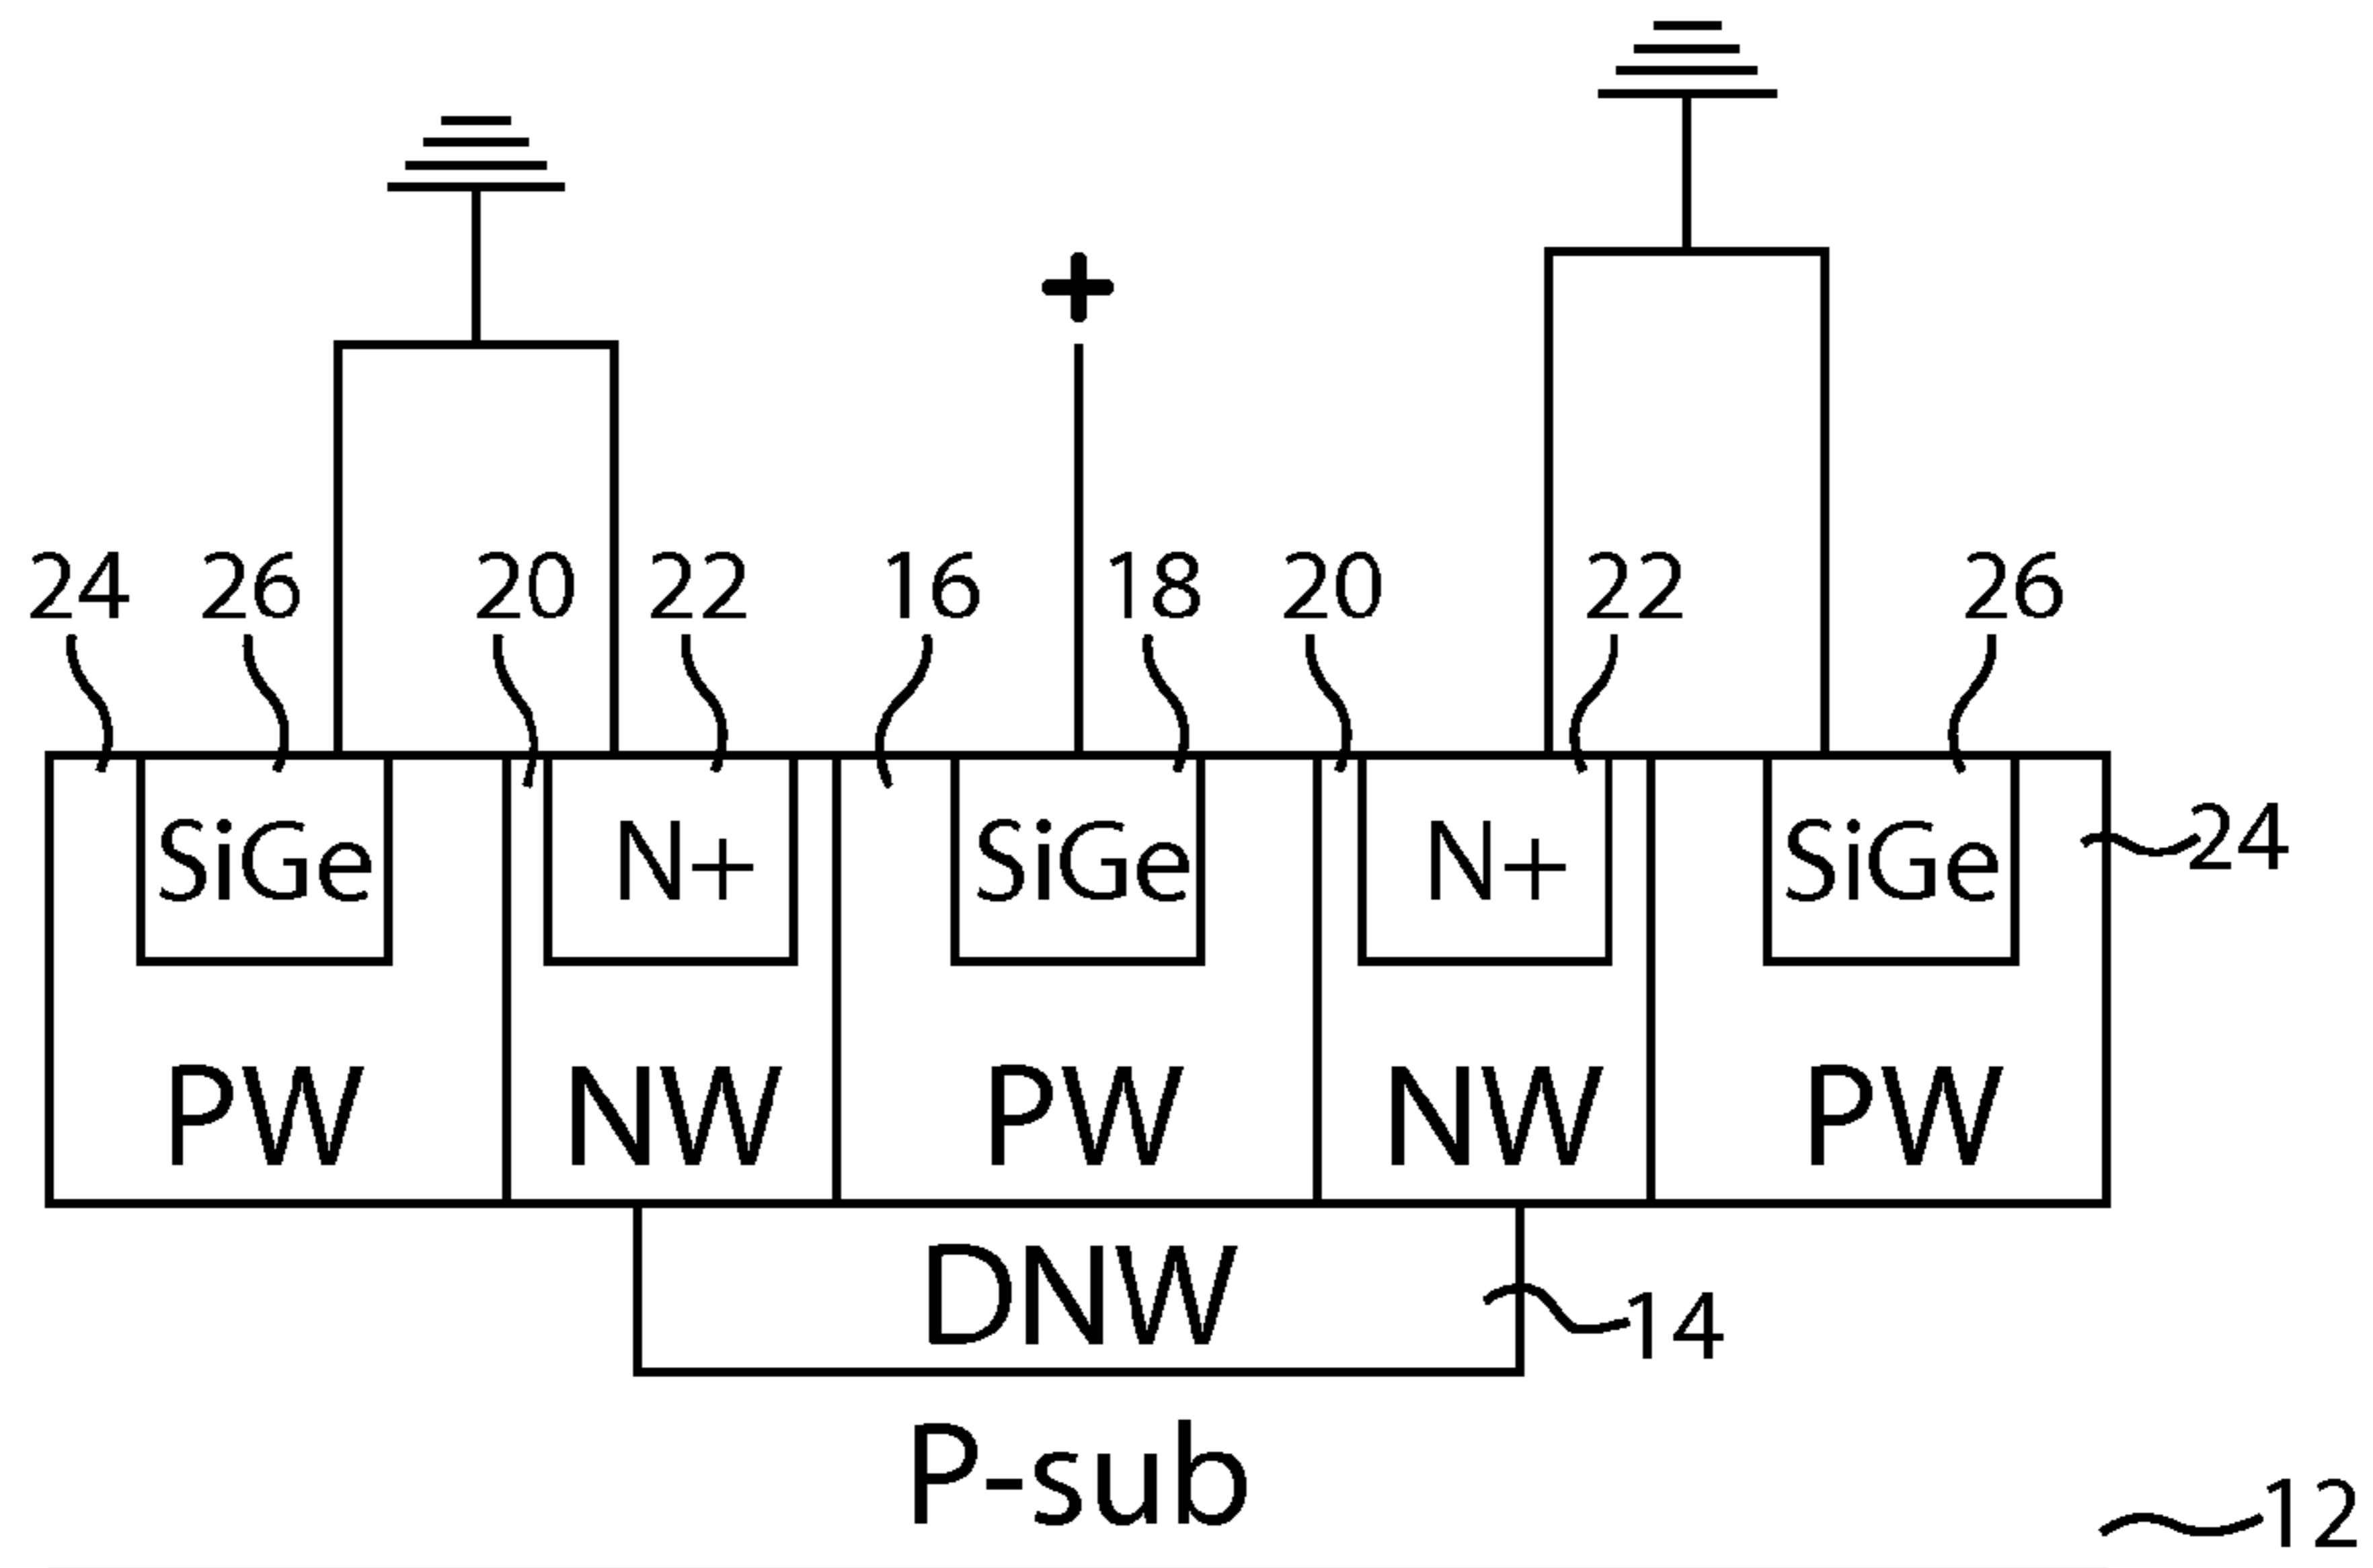 +
24 26 20 22 16 18 20 22 26
SiGe N+ SiGe N+ SiGe 24
PW NW PW NW PW
DNW 14
P-sub
12